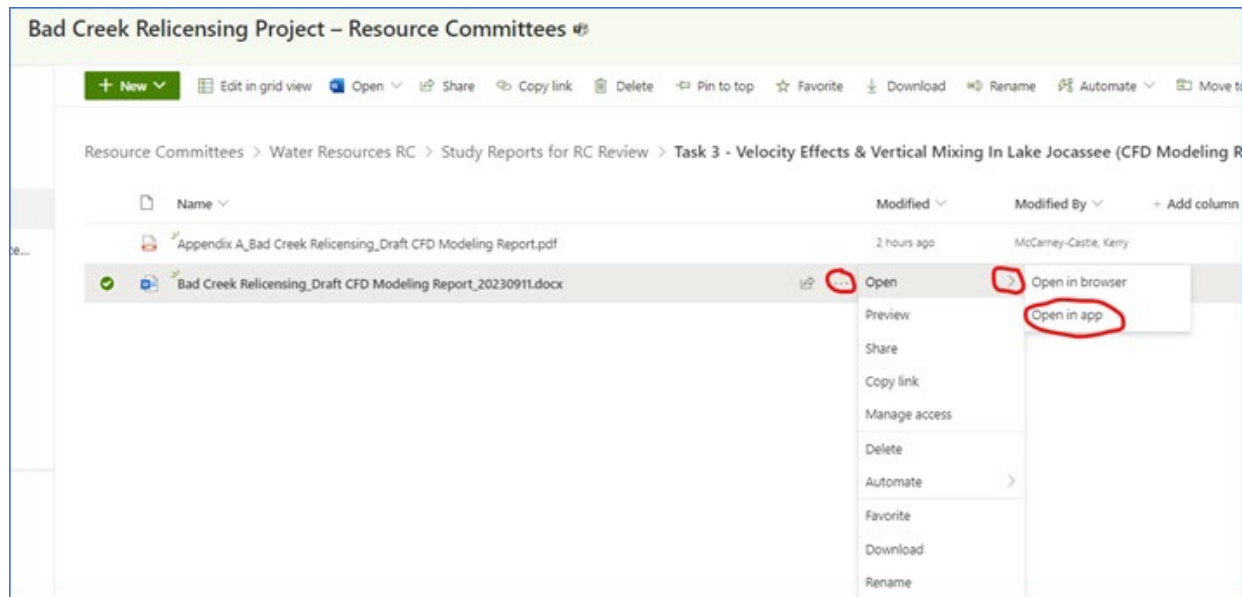 Bad Creek Relicensing Project – Resource Committees
+ New Edit in grid view Open Share Copy link Delete Pin to top Favorite Download Rename Automate Move to
Resource Committees > Water Resources RC > Study Reports for RC Review > Task 3 - Velocity Effects & Vertical Mixing In Lake Jocassee (CFD Modeling R
Name Modified Modified By + Add column
Appendix A_Bad Creek Relicensing_Draft CFD Modeling Report.pdf 2 hours ago McCarney-Castle, Kerry
Bad Creek Relicensing_Draft CFD Modeling Report_20230911.docx ... Open > Open in browser
Preview Open in app
Share
Copy link
Manage access
Delete
Automate >
Favorite
Download
Rename